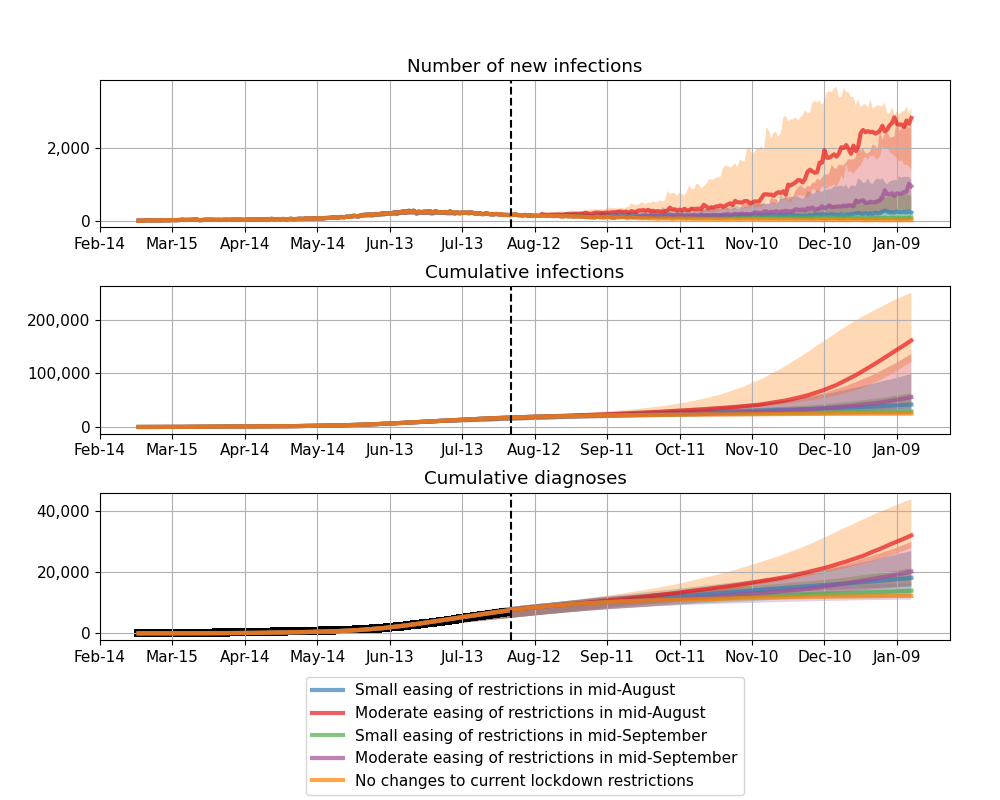 Number of new infections
2,000
0
Feb-14 Mar-15 Apr-14 May-14 Jun-13 Jul-13 Aug-12 Sep-11 Oct-11 Nov-10 Dec-10 Jan-09
Cumulative infections
200,000
100,000
0
Feb-14 Mar-15 Apr-14 May-14 Jun-13 Jul-13 Aug-12 Sep-11 Oct-11 Nov-10 Dec-10 Jan-09
Cumulative diagnoses
40,000
20,000
0
Feb-14 Mar-15 Apr-14 May-14 Jun-13 Jul-13 Aug-12 Sep-11 Oct-11 Nov-10 Dec-10 Jan-09
Small easing of restrictions in mid-August
Moderate easing of restrictions in mid-August
Small easing of restrictions in mid-September
Moderate easing of restrictions in mid-September
No changes to current lockdown restrictions